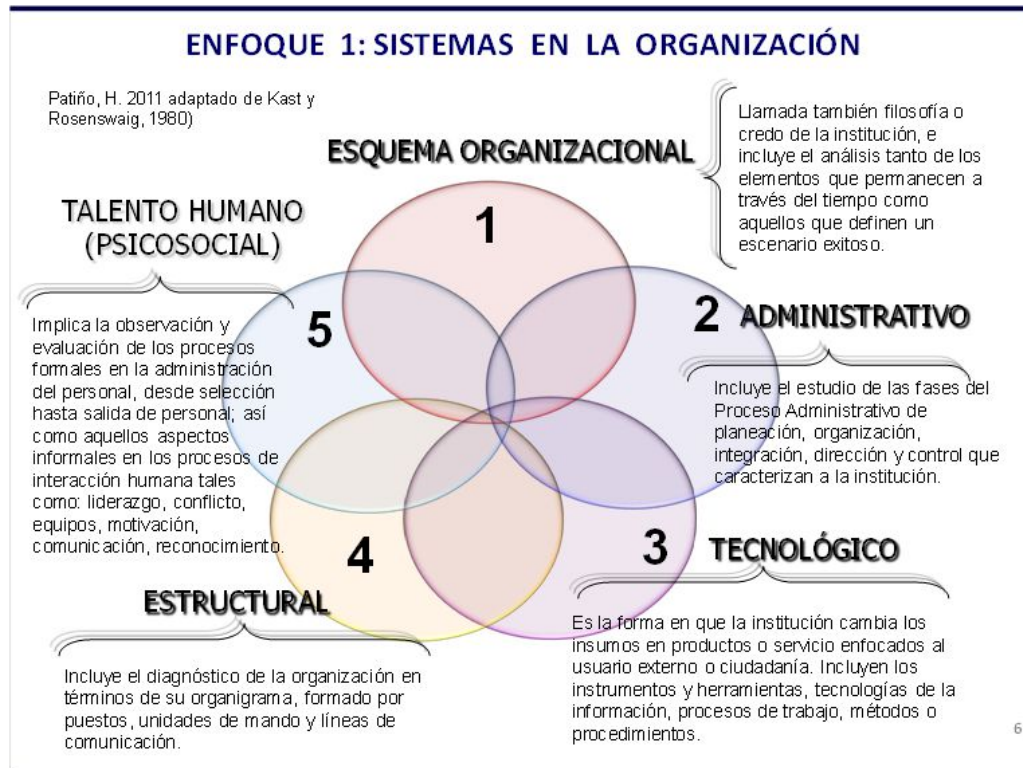 ENFOQUE 1: SISTEMAS EN LA ORGANIZACIÓN
Patiño, H. 2011 adaptado de Kast y
Rosenswaig, 1980)
ESQUEMA ORGANIZACIONAL
Llamada también filosofía o
credo de la institución, e
incluye el análisis tanto de los
elementos que permanecen a
través del tiempo como
aquellos que definen un
escenario exitoso.
1
TALENTO HUMANO
(PSICOSOCIAL)
5
Implica la observación y
evaluación de los procesos
formales en la administración
del personal, desde selección
hasta salida de personal; así
como aquellos aspectos
informales en los procesos de
interacción humana tales
como: liderazgo, conflicto,
equipos, motivación,
comunicación, reconocimiento.
2 ADMINISTRATIVO
Incluye el estudio de las fases del
Proceso Administrativo de
planeación, organización,
integración, dirección y control que
caracterizan a la institución.
4
ESTRUCTURAL
Incluye el diagnóstico de la organización en
términos de su organigrama, formado por
puestos, unidades de mando y líneas de
comunicación.
3 TECNOLÓGICO
Es la forma en que la institución cambia los
insumos en productos o servicio enfocados al
usuario externo o ciudadanía. Incluyen los
instrumentos y herramientas, tecnologías de la
información, procesos de trabajo, métodos o
procedimientos.
6